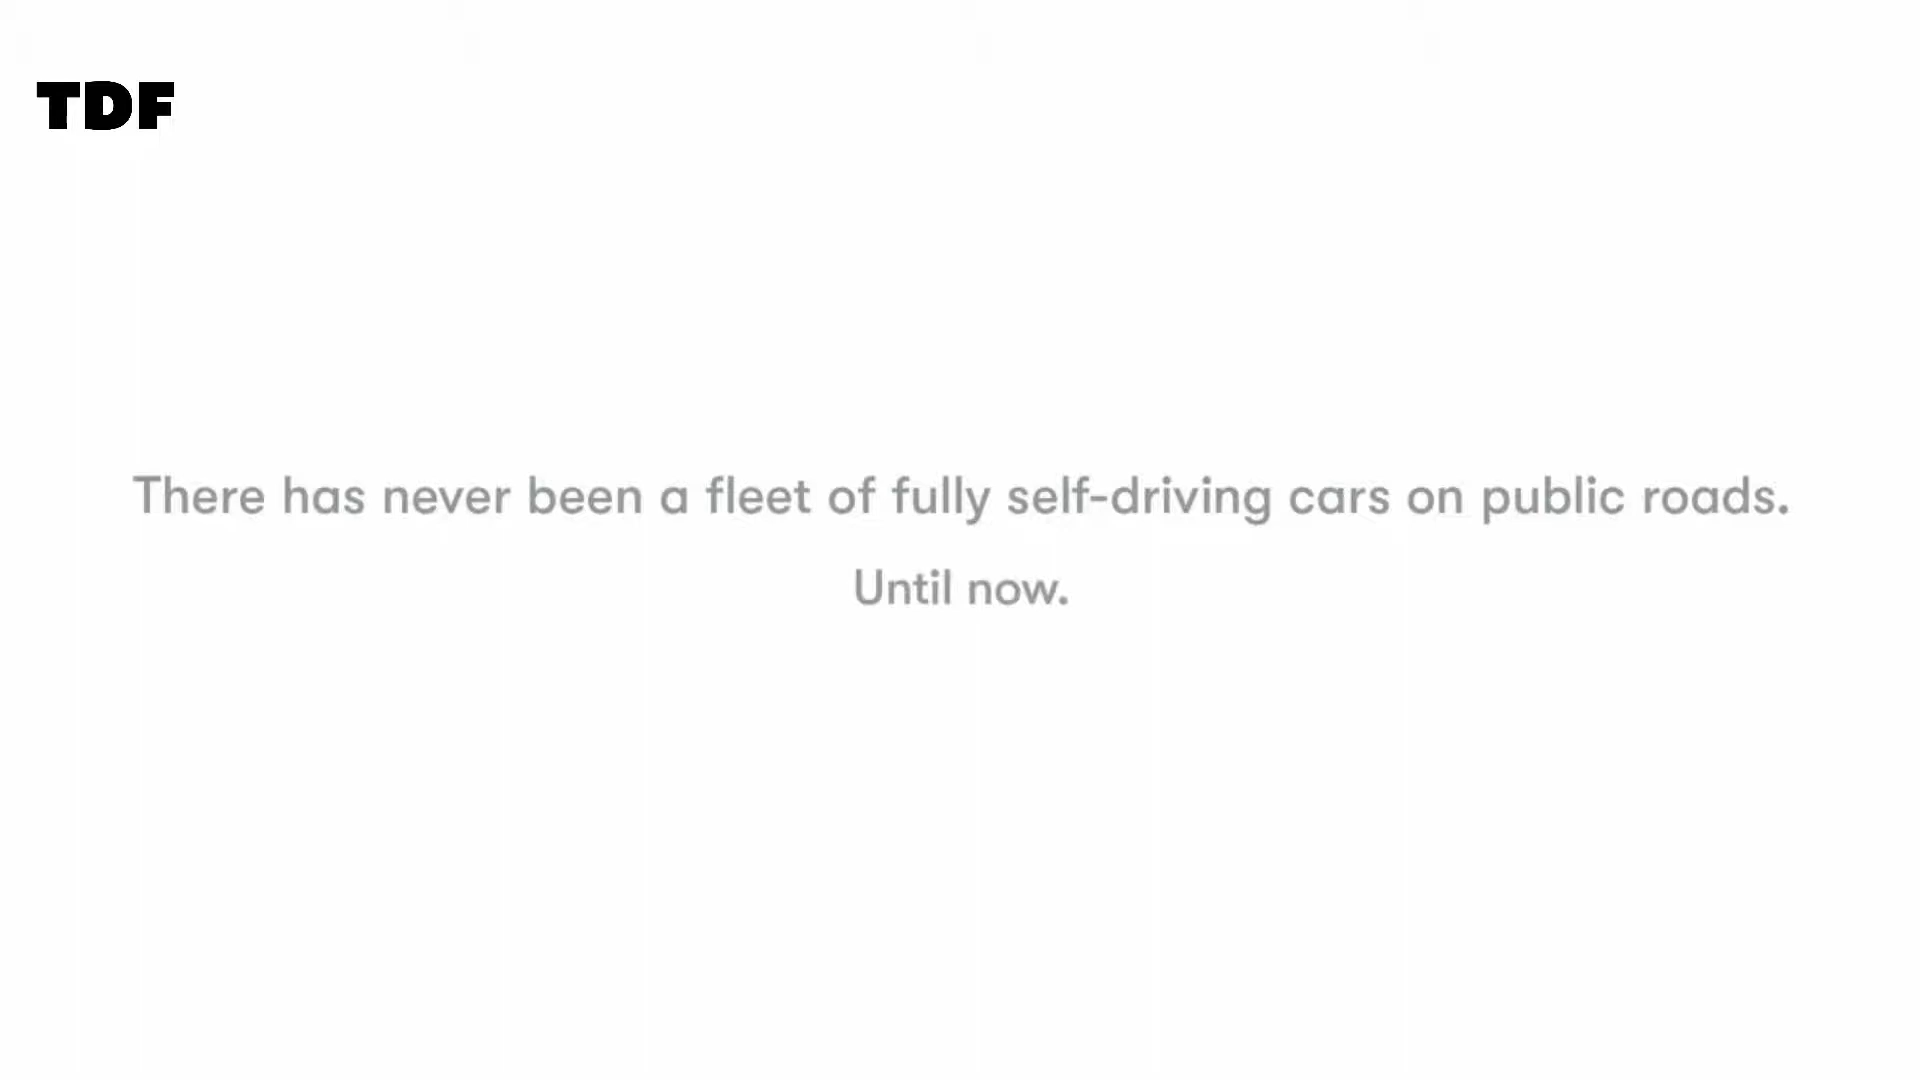 TDF
There has never been a fleet of fully self-driving cars on public roads.
Until now.